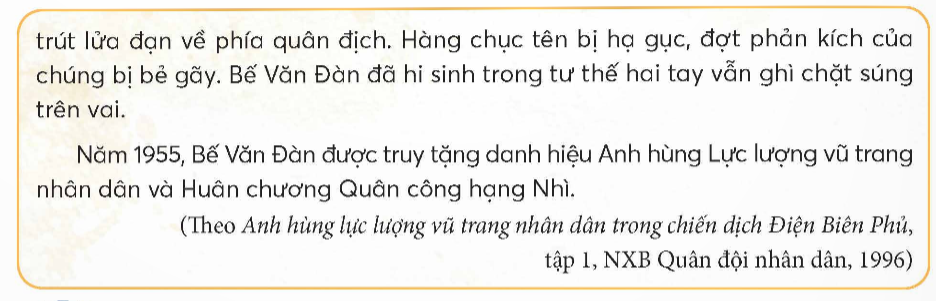 trút lửa đạn về phía quân địch. Hàng chục tên bị hạ gục, đợt phản kích của
chúng bị bẻ gãy. Bế Văn Đàn đã hi sinh trong tư thế hai tay vẫn ghì chặt súng
trên vai.
Năm 1955, Bế Văn Đàn được truy tặng danh hiệu Anh hùng Lực lượng vũ trang
nhân dân và Huân chương Quân công hạng Nhì.
(Theo Anh hùng lực lượng vũ trang nhân dân trong chiến dịch Điện Biên Phủ,
tập 1, NXB Quân đội nhân dân, 1996)